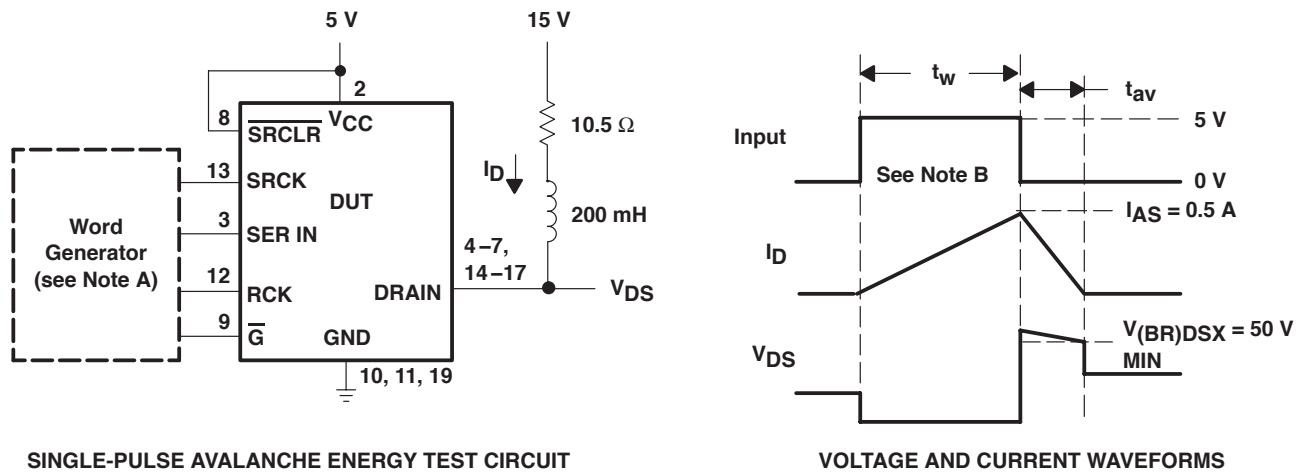 5 V
15 V
2
8
SRCLR
VCC
10.5 Ω
13
SRCK
DUT
ID
200 mH
Word
Generator
(see Note A)
3
SER IN
4–7,
14–17
12
RCK
DRAIN
VDS
9
G
GND
10, 11, 19
SINGLE-PULSE AVALANCHE ENERGY TEST CIRCUIT
tw
tav
Input
5 V
See Note B
0 V
IAS = 0.5 A
ID
V(BR)DSX = 50 V
MIN
VDS
VOLTAGE AND CURRENT WAVEFORMS